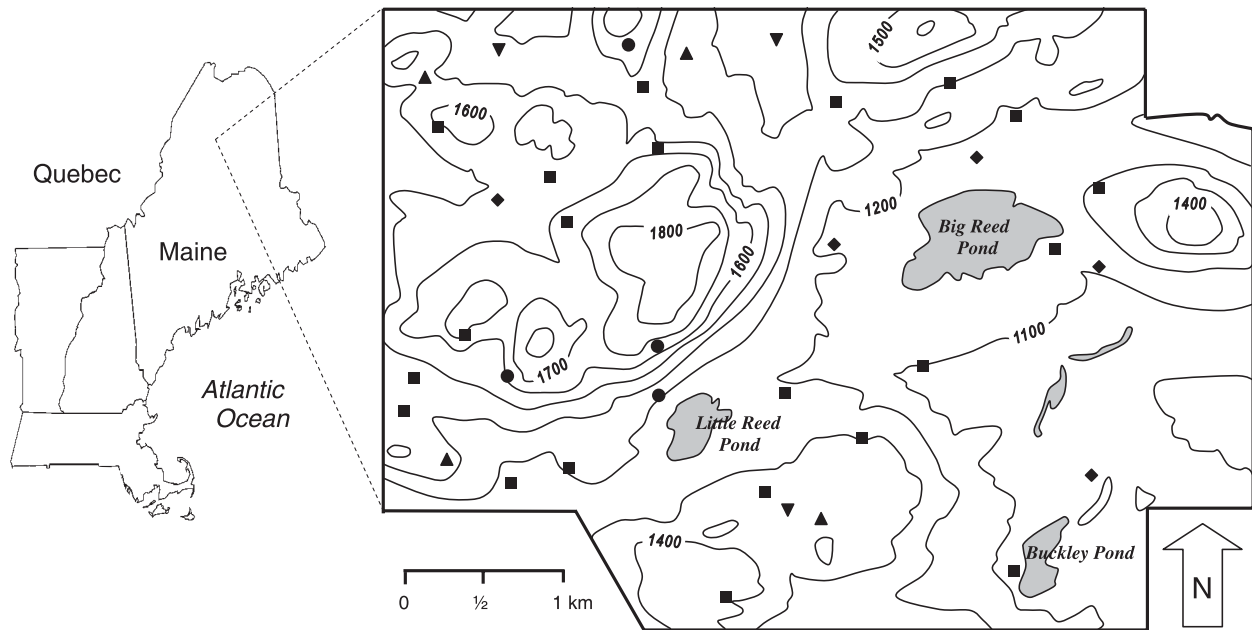 Quebec
Maine
Atlantic
Ocean
1500
1600
1200
1400
1800
Big Reed
Pond
1600
1100
1700
Little Reed
Pond
1400
Buckley Pond
0 ½ 1 km
N